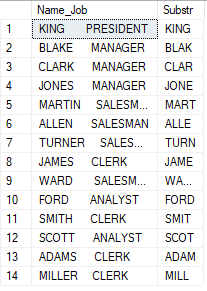 Name_Job Substr
1 KING PRESIDENT KING
2 BLAKE MANAGER BLAK
3 CLARK MANAGER CLAR
4 JONES MANAGER JONE
5 MARTIN SALESM... MART
6 ALLEN SALESMAN ALLE
7 TURNER SALES... TURN
8 JAMES CLERK JAME
9 WARD SALESM... WA...
10 FORD ANALYST FORD
11 SMITH CLERK SMIT
12 SCOTT ANALYST SCOT
13 ADAMS CLERK ADAM
14 MILLER CLERK MILL